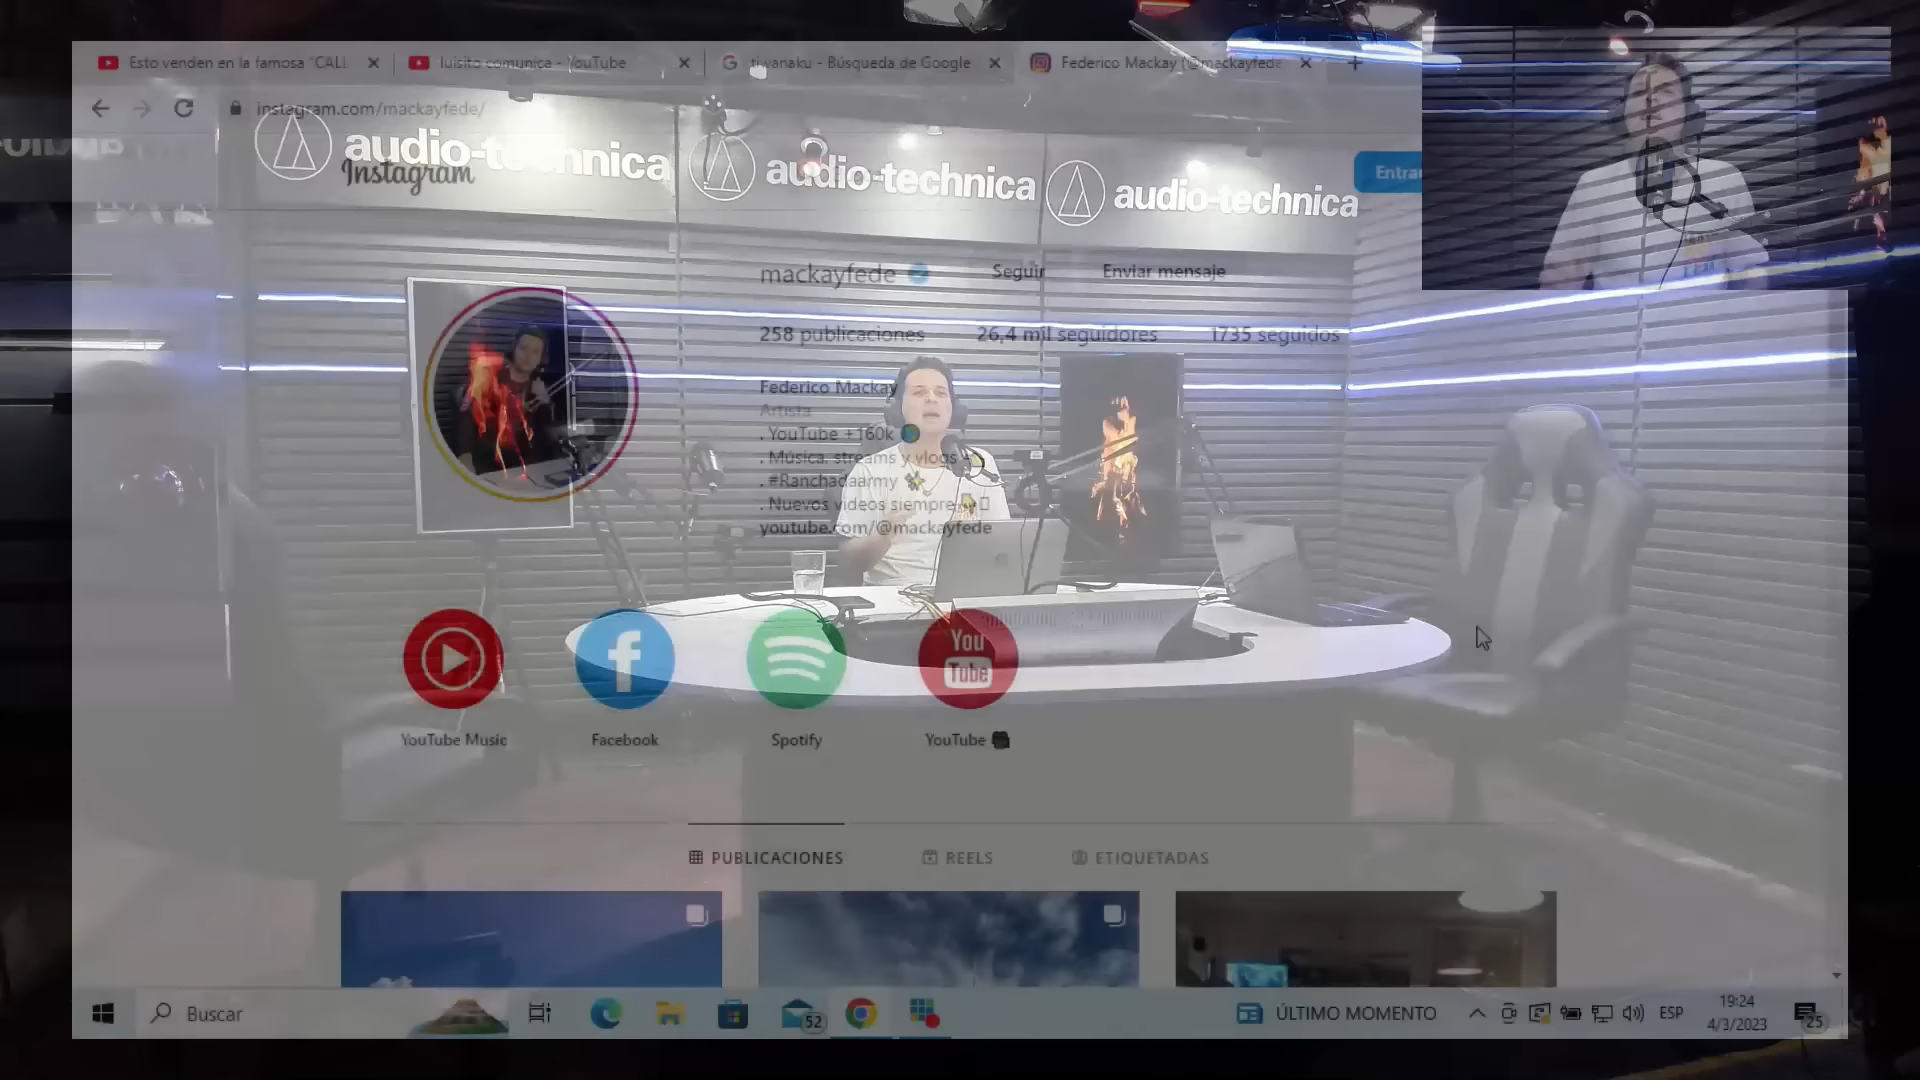 Esto venden en la famosa "CALL
luisito comunica - YouTube
tiwanaku - Búsqueda de Google
Federico Mackay (@mackayfede
instagram.com/mackayfede/
audio-technica
audio-technica
audio-technica
Instagram
Entrar
mackayfede
Seguir
Enviar mensaje
258 publicaciones
26,4 mil seguidores
1735 seguidos
Federico Mackay
Artista
. YouTube +160k
. Música, streams y vlogs
. #Ranchadaarmy
. Nuevos videos siempre
youtube.com/@mackayfede
You
Tube
YouTube Music
Facebook
Spotify
YouTube
PUBLICACIONES
REELS
ETIQUETADAS
Buscar
52
ÚLTIMO MOMENTO
ESP
19:24
4/3/2023
25